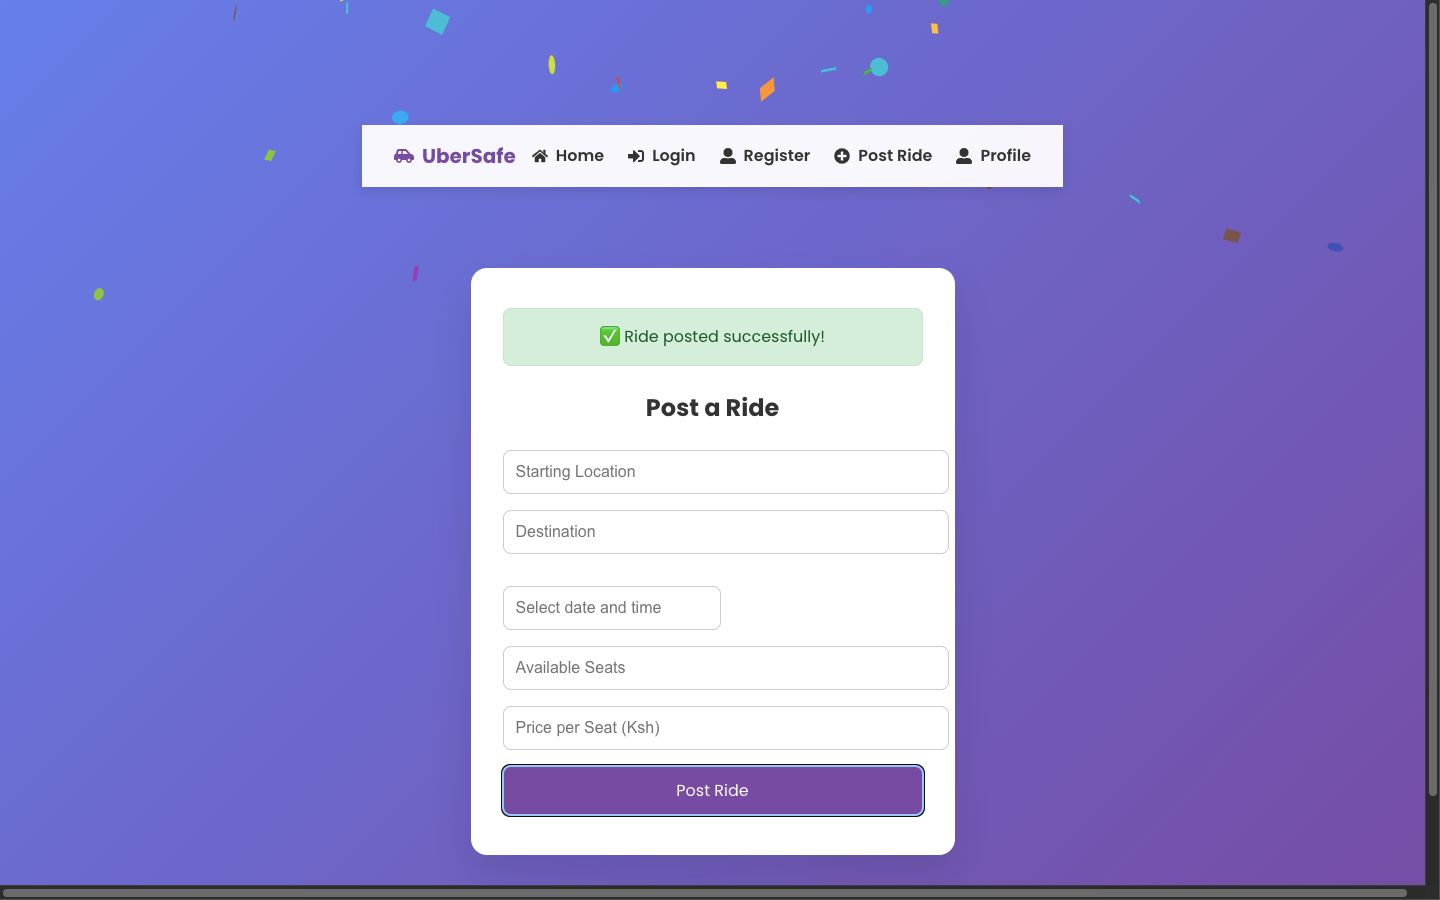 UberSafe Home Login Register Post Ride Profile
✅ Ride posted successfully!
Post a Ride
Starting Location
Destination
Select date and time
Available Seats
Price per Seat (Ksh)
Post Ride